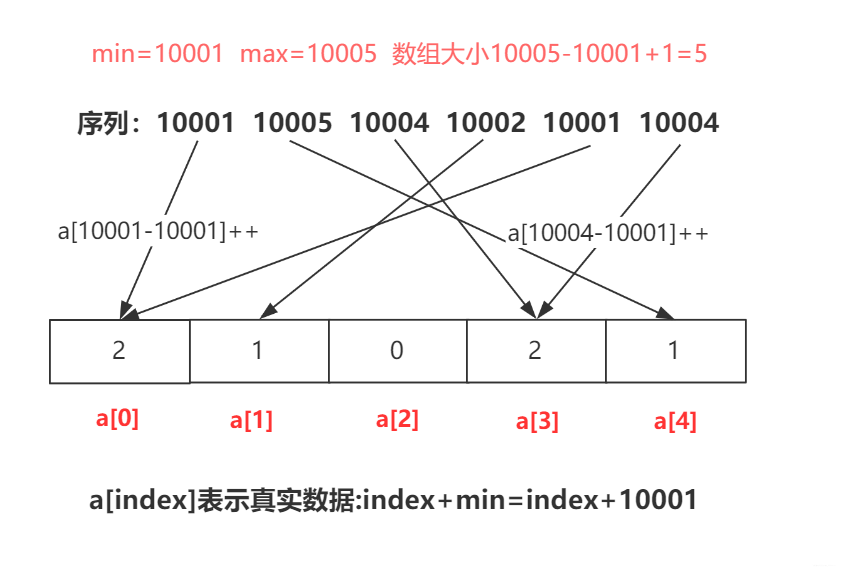 min=10001 max=10005 数组大小10005-10001+1=5
序列：10001 10005 10004 10002 10001 10004
a[10001-10001]++ a[10004-10001]++
2 1 0 2 1
a[0] a[1] a[2] a[3] a[4]
a[index]表示真实数据:index+min=index+10001